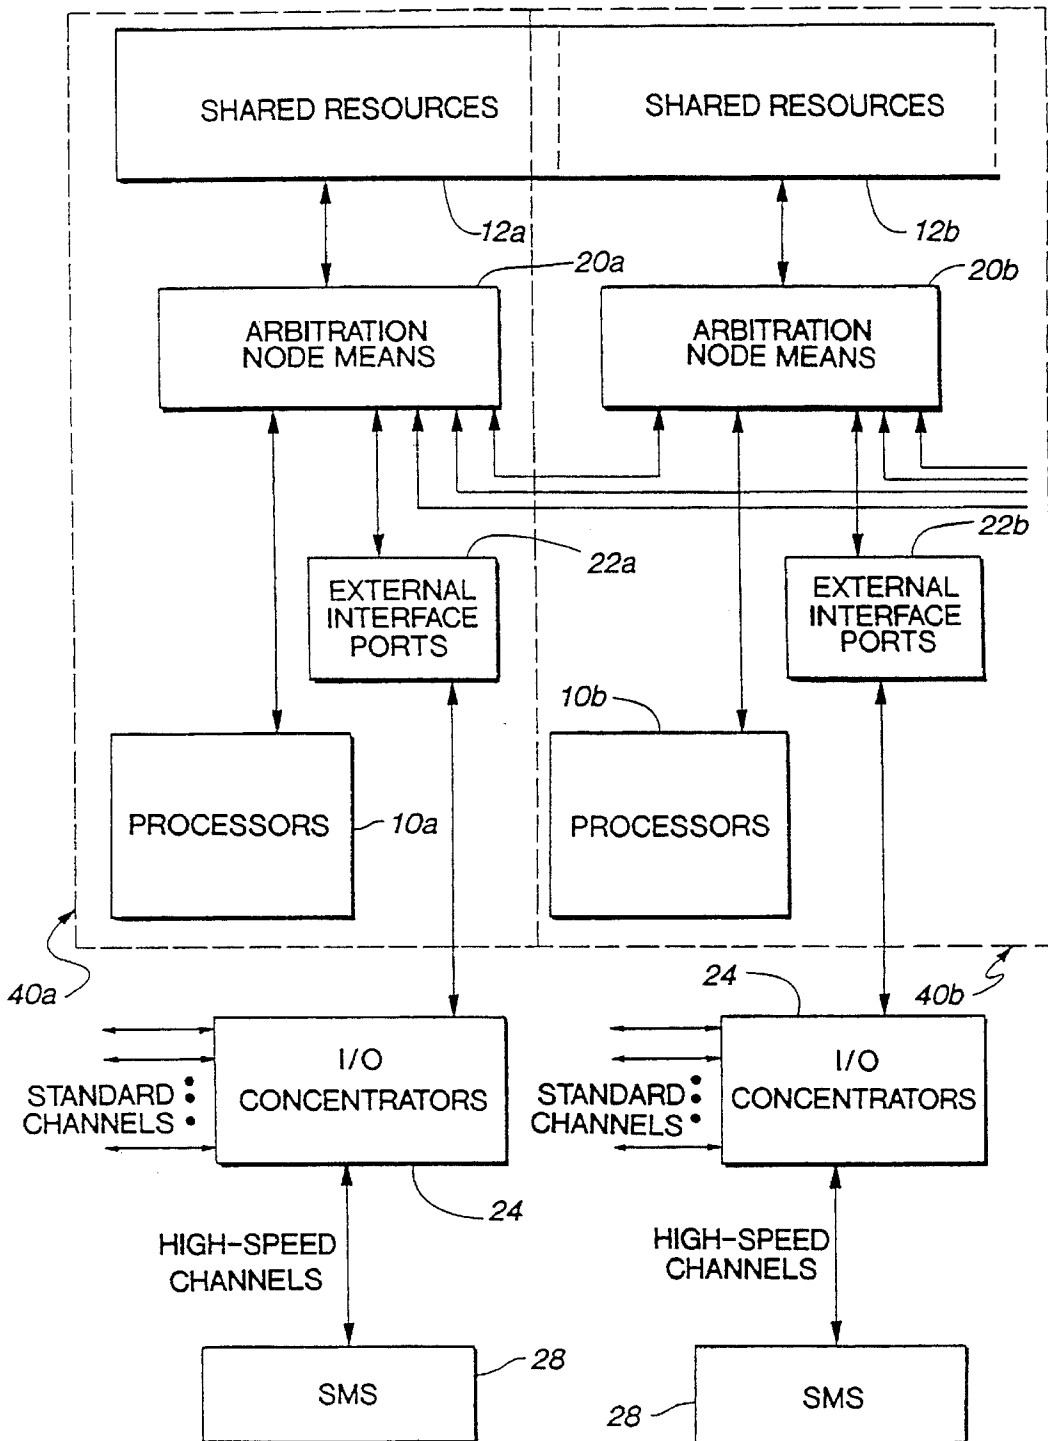 SHARED RESOURCES
SHARED RESOURCES
12a
12b
20a
20b
ARBITRATION
NODE MEANS
ARBITRATION
NODE MEANS
22a
22b
EXTERNAL
INTERFACE
PORTS
EXTERNAL
INTERFACE
PORTS
10b
PROCESSORS
10a
PROCESSORS
40a
40b
24
I/O
CONCENTRATORS
STANDARD
CHANNELS
I/O
CONCENTRATORS
STANDARD
CHANNELS
24
HIGH-SPEED
CHANNELS
HIGH-SPEED
CHANNELS
SMS
28
SMS
28